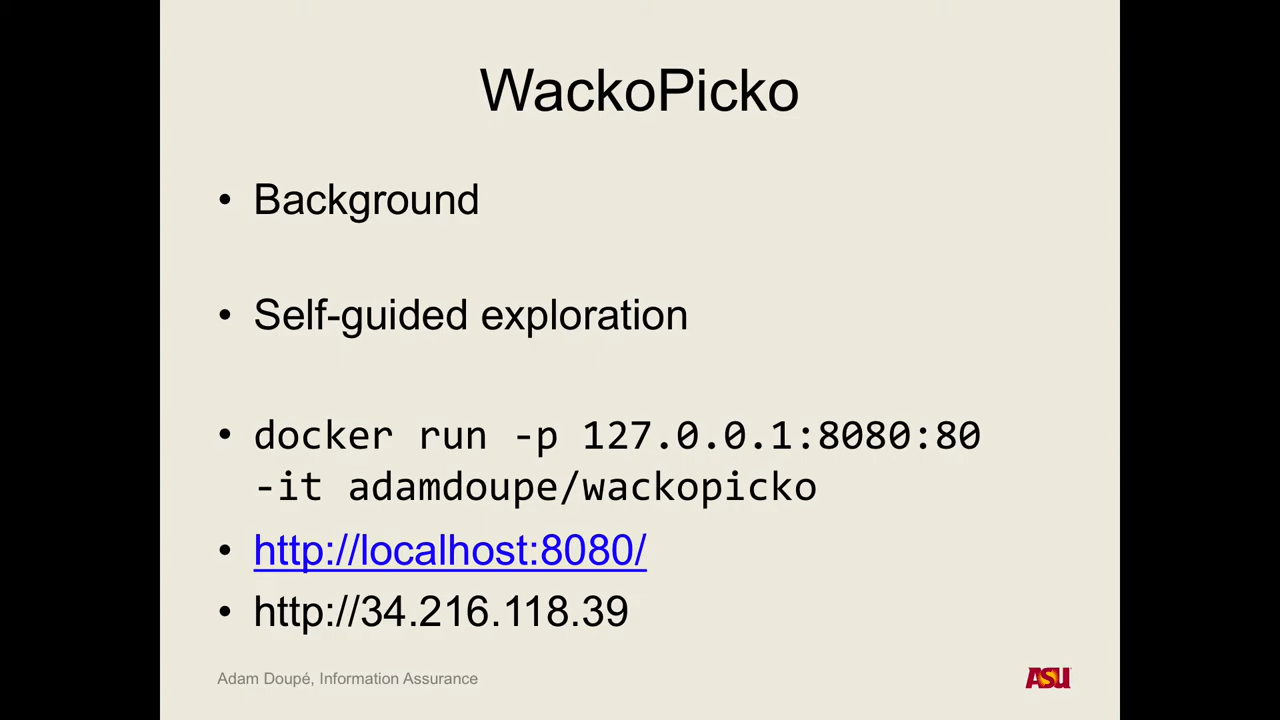 WackoPicko
• Background
• Self-guided exploration
• docker run -p 127.0.0.1:8080:80
-it adamdoupe/wackopicko
• http://localhost:8080/
• http://34.216.118.39
Adam Doupé, Information Assurance
ASU